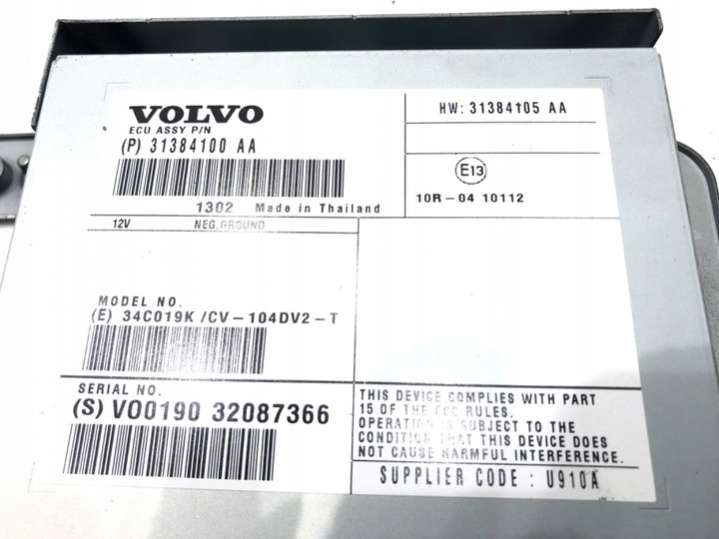 VOLVO
ECU ASSY P/N
(P) 31384100 AA
1302 Made in Thailand
HW: 31384105 AA
E13
10R-04 10112
12V NEG.GROUND
MODEL NO.
(E) 34C019K/CV-104DV2-T
SERIAL NO.
(S) VO0190 32087366
THIS DEVICE COMPLIES WITH PART
15 OF THE FCC RULES.
OPERATION IS SUBJECT TO THE
CONDITION THAT THIS DEVICE DOES
NOT CAUSE HARMFUL INTERFERENCE.
SUPPLIER CODE : U910A